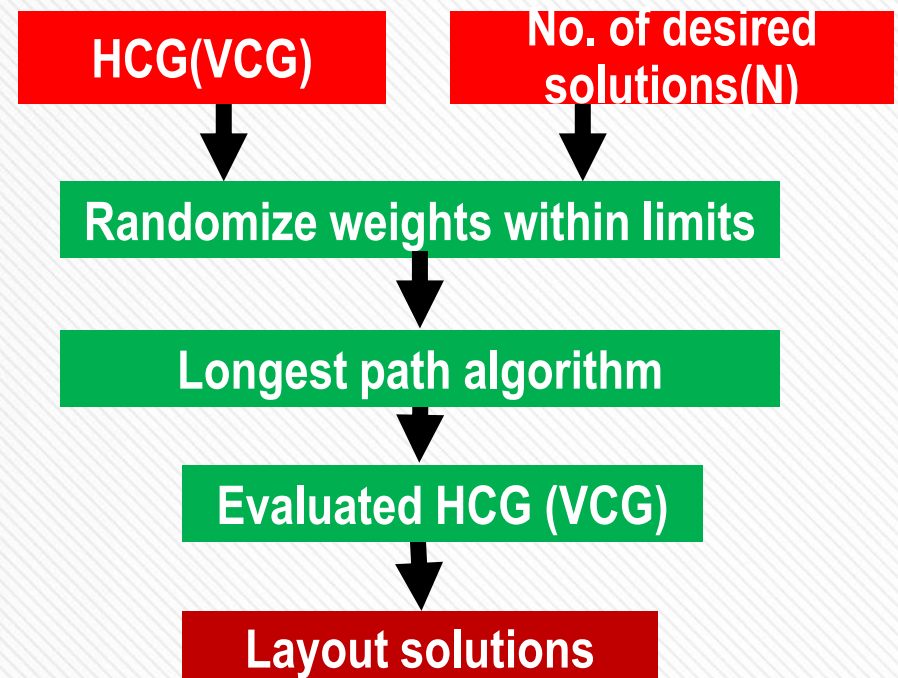 HCG(VCG)
No. of desired
solutions(N)
Randomize weights within limits
Longest path algorithm
Evaluated HCG (VCG)
Layout solutions